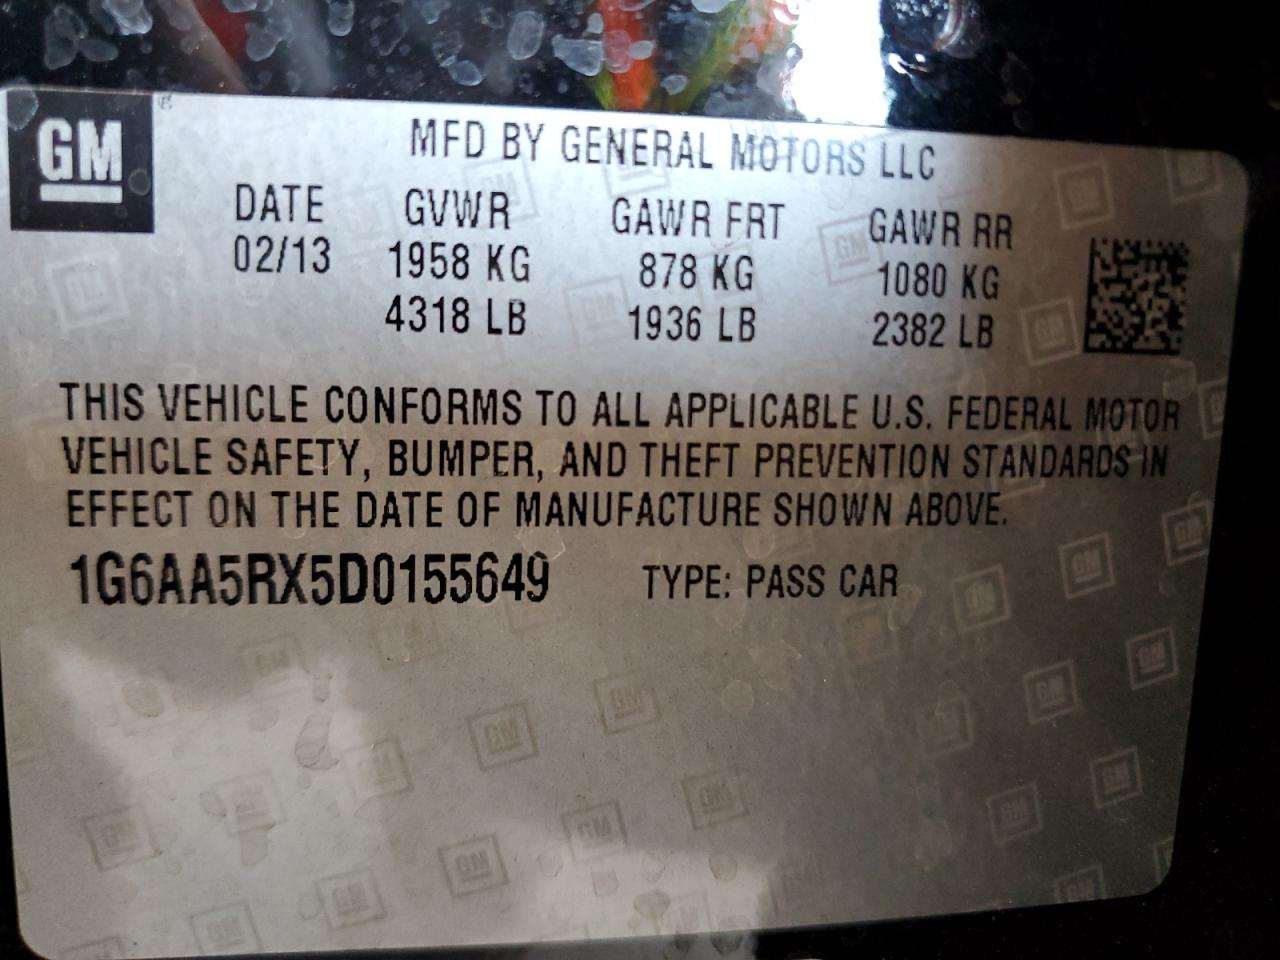 GM
MFD BY GENERAL MOTORS LLC
DATE GVWR GAWR FRT GAWR RR
02/13 1958 KG 878 KG 1080 KG
4318 LB 1936 LB 2382 LB
THIS VEHICLE CONFORMS TO ALL APPLICABLE U.S. FEDERAL MOTOR
VEHICLE SAFETY, BUMPER, AND THEFT PREVENTION STANDARDS IN
EFFECT ON THE DATE OF MANUFACTURE SHOWN ABOVE.
1G6AA5RX5D0155649 TYPE: PASS CAR